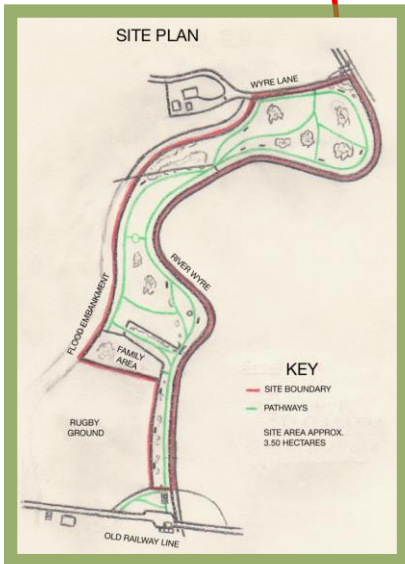 SITE PLAN
WYRE LANE
RIVER WYRE
FLOOD EMBANKMENT
FAMILY
AREA
KEY
SITE BOUNDARY
PATHWAYS
RUGBY
GROUND
SITE AREA APPROX.
3.50 HECTARES
OLD RAILWAY LINE